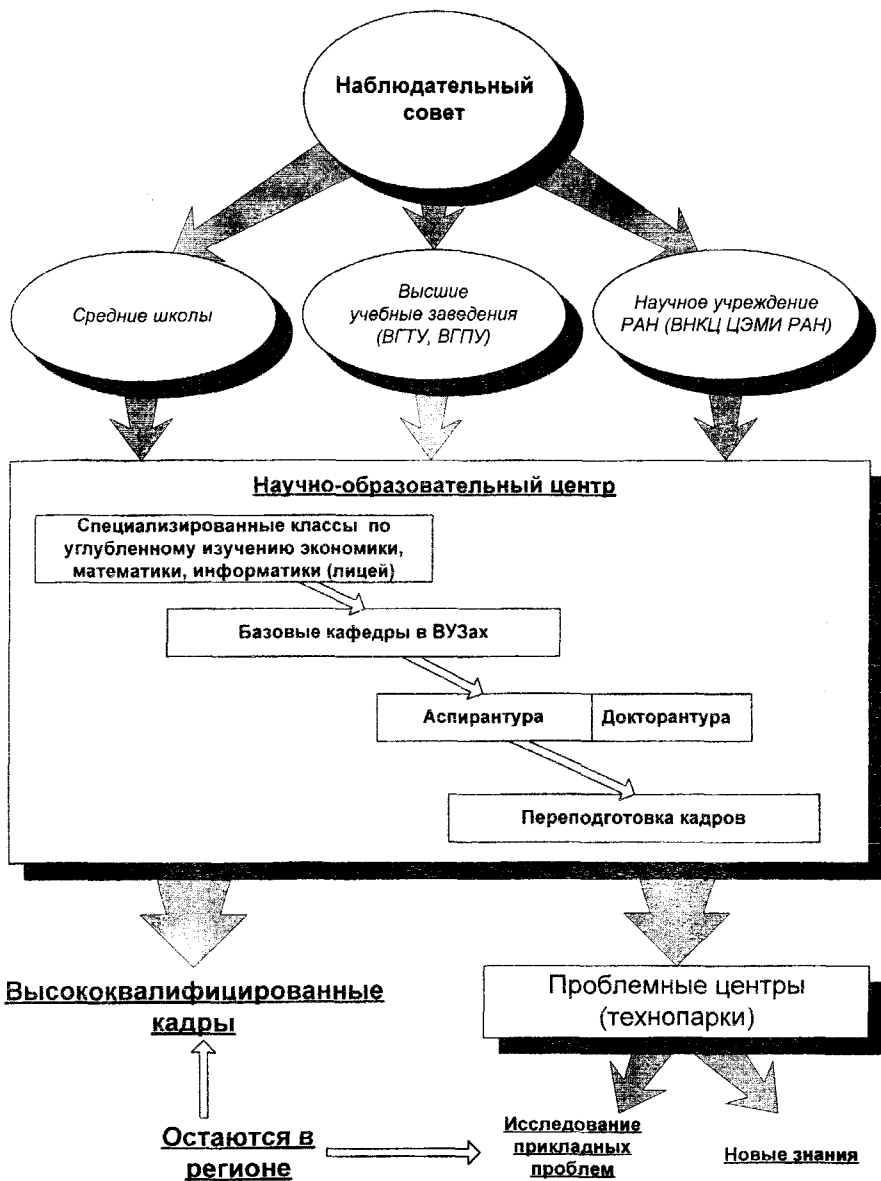 Наблюдательный
совет
Средние школы
Высшие
учебные заведения
(ВГТУ, ВГПУ)
Научное учреждение
РАН (ВНКЦ ЦЭМИ РАН)
Научно-образовательный центр
Специализированные классы по
углубленному изучению экономики,
математики, информатики (лицей)
Базовые кафедры в ВУЗах
Аспирантура
Докторантура
Переподготовка кадров
Высококвалифицированные
кадры
Проблемные центры
(технопарки)
Остаются в
регионе
Исследование
прикладных
проблем
Новые знания